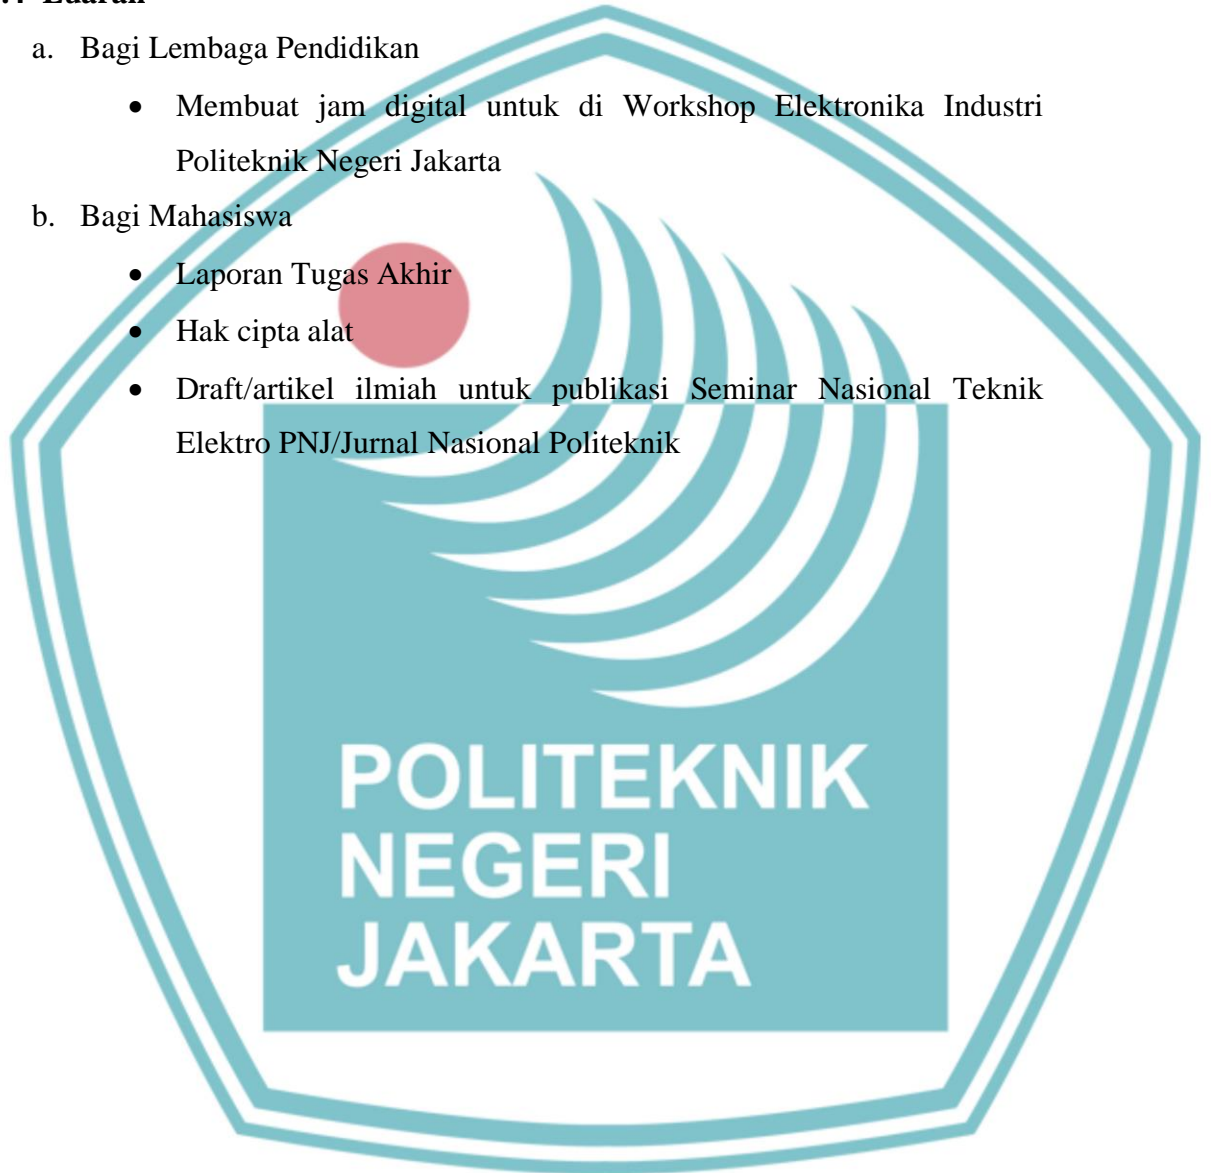 Luaran
a. Bagi Lembaga Pendidikan
• Membuat jam digital untuk di Workshop Elektronika Industri
Politeknik Negeri Jakarta
b. Bagi Mahasiswa
• Laporan Tugas Akhir
• Hak cipta alat
• Draft/artikel ilmiah untuk publikasi Seminar Nasional Teknik
Elektro PNJ/Jurnal Nasional Politeknik
POLITEKNIK
NEGERI
JAKARTA